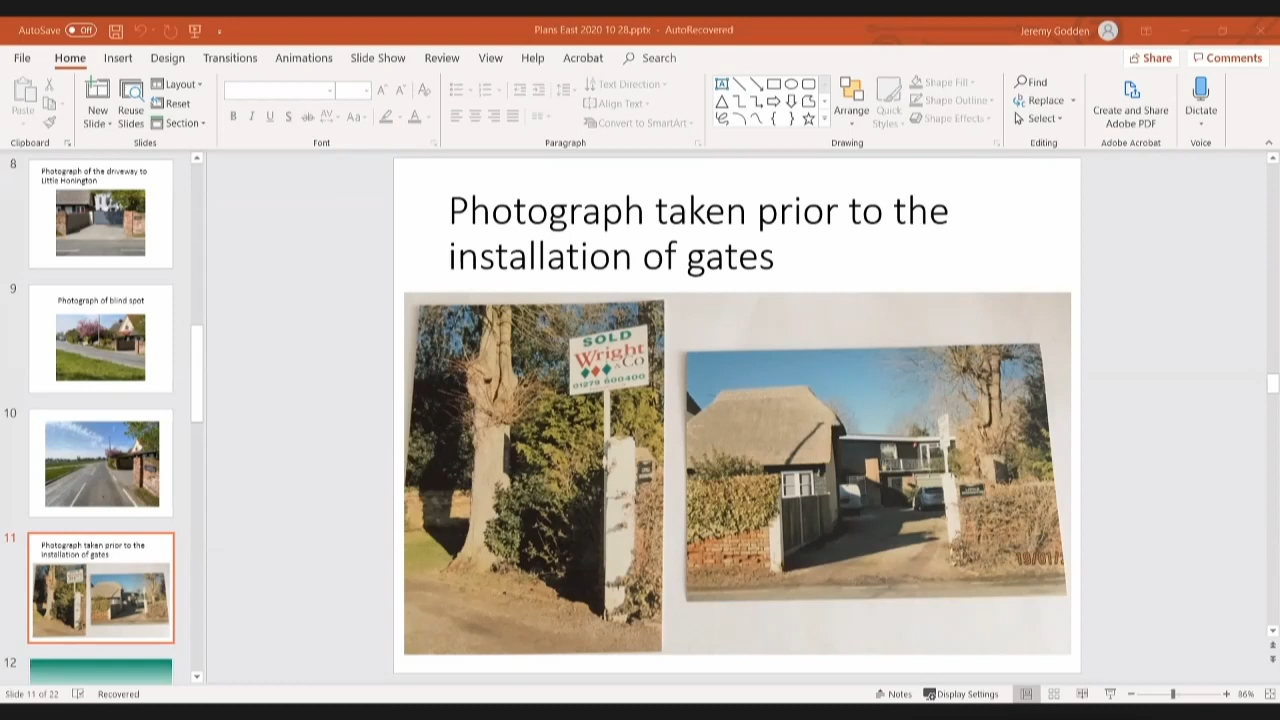 AutoSave Off
Plans East 2020 10 28.pptx - AutoRecovered
Jeremy Godden
File Home Insert Design Transitions Animations Slide Show Review View Help Acrobat Search
Share Comments
Paste
New Slide
Reuse Slides
Layout
Reset
Section
Text Direction
Align Text
Convert to SmartArt
Arrange
Quick Styles
Shape Fill
Shape Outline
Shape Effects
Find
Replace
Select
Create and Share Adobe PDF
Dictate
Clipboard Slides Font Paragraph Drawing Editing Adobe Acrobat Voice
8
Photograph of the driveway to
Little Honington
9
Photograph of blind spot
10
11
Photograph taken prior to the
installation of gates
12
Photograph taken prior to the
installation of gates
SOLD
Wright
& Co
01279 600400
Slide 11 of 22 Recovered
Notes Display Settings 86%